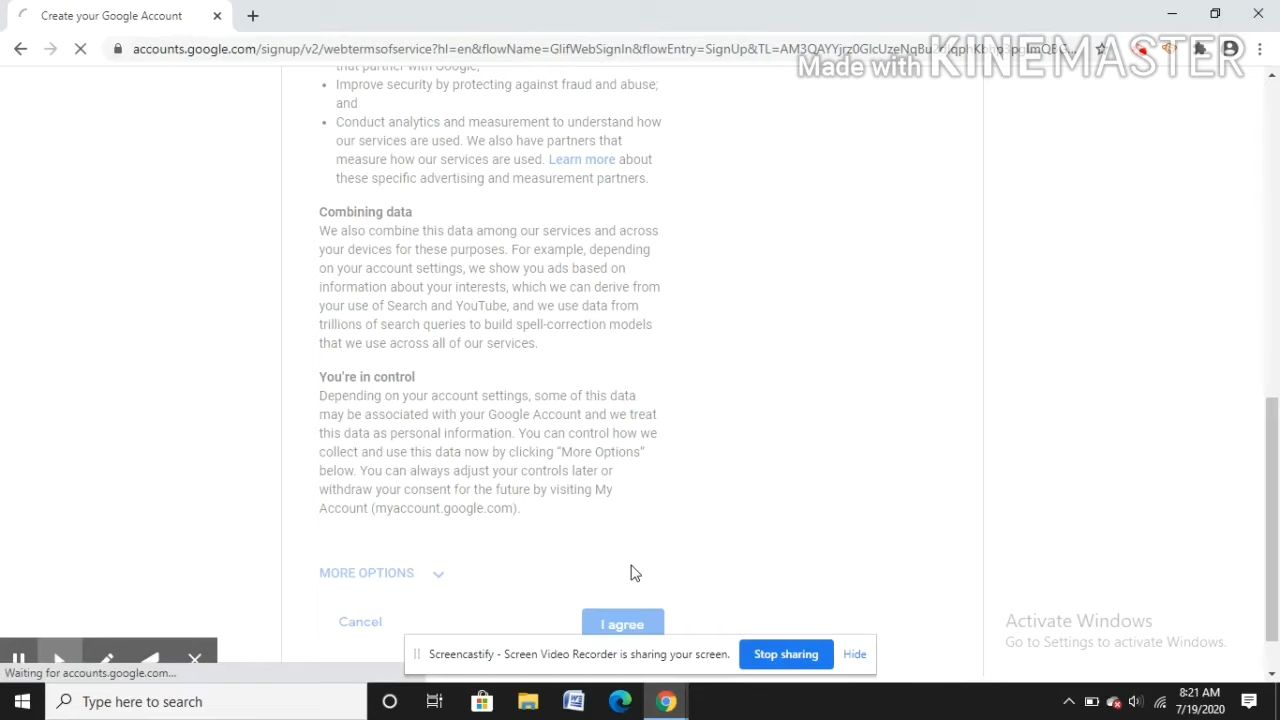 Create your Google Account
accounts.google.com/signup/v2/webtermsofservice?hl=en&flowName=GlifWebSignIn&flowEntry=SignUp&TL=
Made with KINEMASTER
that partner with Google;
Improve security by protecting against fraud and abuse;
and
Conduct analytics and measurement to understand how
our services are used. We also have partners that
measure how our services are used. Learn more about
these specific advertising and measurement partners.
Combining data
We also combine this data among our services and across
your devices for these purposes. For example, depending
on your account settings, we show you ads based on
information about your interests, which we can derive from
your use of Search and YouTube, and we use data from
trillions of search queries to build spell-correction models
that we use across all of our services.
You're in control
Depending on your account settings, some of this data
may be associated with your Google Account and we treat
this data as personal information. You can control how we
collect and use this data now by clicking “More Options”
below. You can always adjust your controls later or
withdraw your consent for the future by visiting My
Account (myaccount.google.com).
MORE OPTIONS
Cancel
I agree
Activate Windows
Go to Settings to activate Windows.
Screencastify - Screen Video Recorder is sharing your screen.
Stop sharing
Hide
Waiting for accounts.google.com...
Type here to search
8:21 AM
7/19/2020